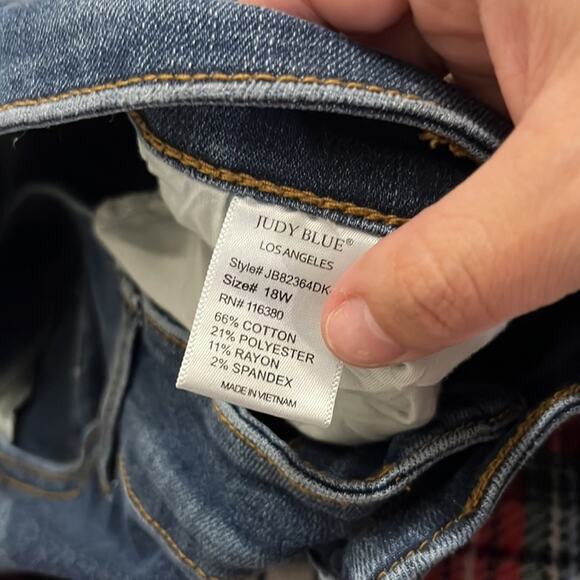 JUDY BLUE®
LOS ANGELES
Style# JB82364DK
Size# 18W
RN# 116380
66% COTTON
21% POLYESTER
11% RAYON
2% SPANDEX
MADE IN VIETNAM